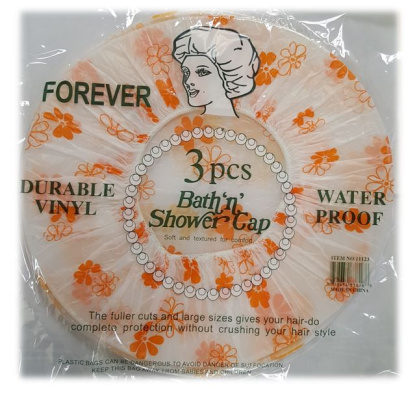 FOREVER
3pcs
DURABLE
VINYL
Bath 'n'
Shower Cap
WATER
PROOF
Soft and textured for comfort
The fuller cuts and large sizes gives your hair-do
complete protection without crushing your hair style
PLASTIC BAGS CAN BE DANGEROUS TO AVOID DANGER OF SUFFOCATION
KEEP THIS BAG AWAY FROM BABIES AND CHILDREN